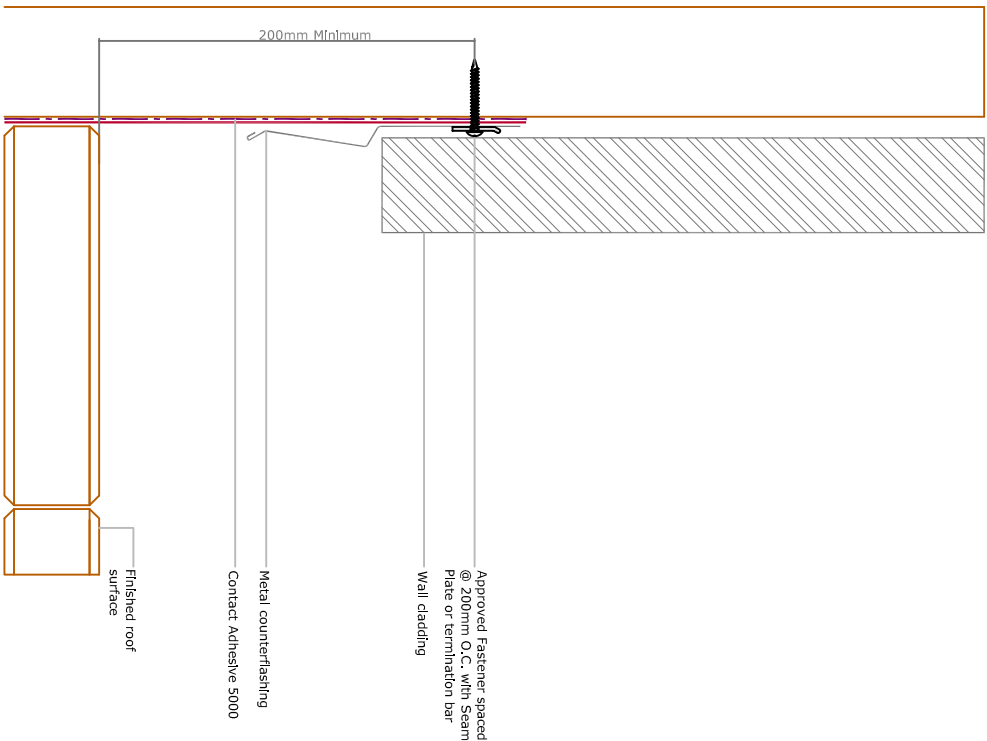 200mm Minimum
Approved Fastener spaced
@ 200mm O.C. with Seam
Plate or termination bar
Wall cladding
Metal counterflashing
Contact Adhesive 5000
Finished roof
surface